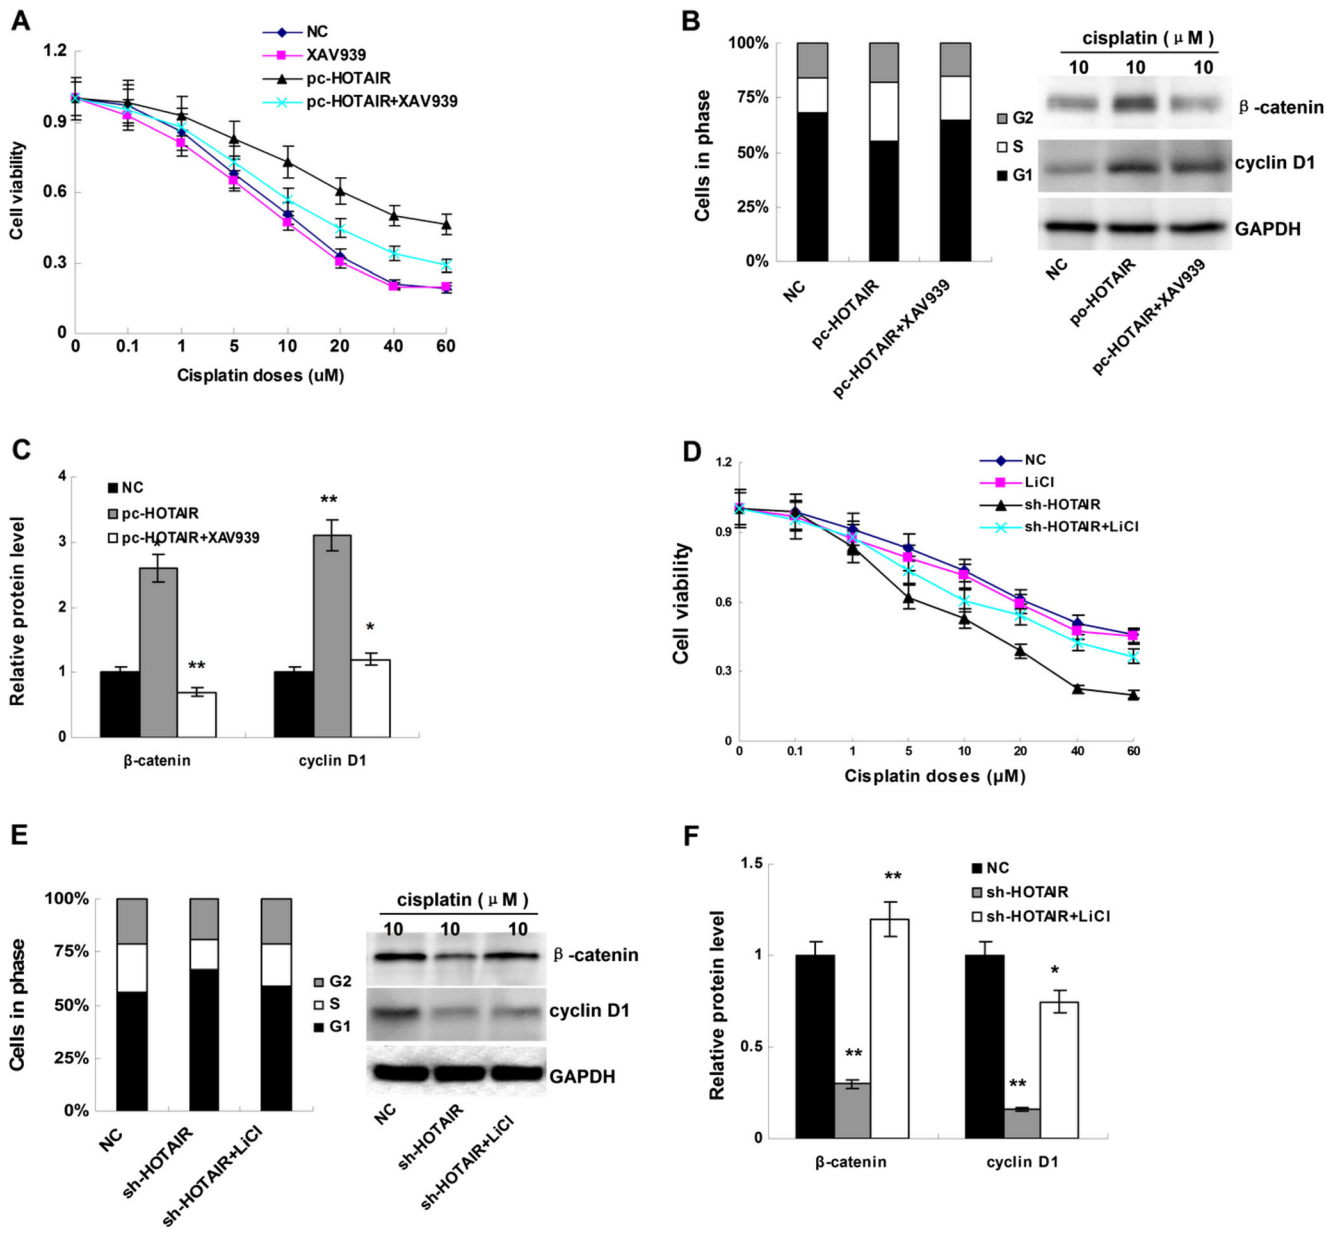 A
NC
XAV939
pc-HOTAIR
pc-HOTAIR+XAV939
1.2
0.9
0.6
0.3
0
Cell viability
0 0.1 1 5 10 20 40 60
Cisplatin doses (uM)
B
100%
75%
50%
25%
0%
Cells in phase
G2
S
G1
NC
pc-HOTAIR
pc-HOTAIR+XAV939
cisplatin ( μ M )
10 10 10
β -catenin
cyclin D1
GAPDH
NC
po-HOTAIR
pc-HOTAIR+XAV939
C
4
3
2
1
0
Relative protein level
NC
pc-HOTAIR
pc-HOTAIR+XAV939
*
**
**
*
β-catenin
cyclin D1
D
NC
LiCl
sh-HOTAIR
sh-HOTAIR+LiCl
1.2
0.9
0.6
0.3
0
Cell viability
0 0.1 1 5 10 20 40 60
Cisplatin doses (μM)
E
100%
75%
50%
25%
0%
Cells in phase
G2
S
G1
NC
sh-HOTAIR
sh-HOTAIR+LiCl
cisplatin ( μ M )
10 10 10
β -catenin
cyclin D1
GAPDH
NC
sh-HOTAIR
sh-HOTAIR+LiCl
F
1.5
1
0.5
0
Relative protein level
NC
sh-HOTAIR
sh-HOTAIR+LiCl
**
**
**
*
β-catenin
cyclin D1